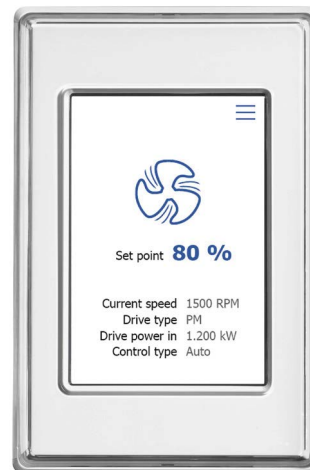 Set point 80 %
Current speed 1500 RPM
Drive type PM
Drive power in 1.200 kW
Control type Auto